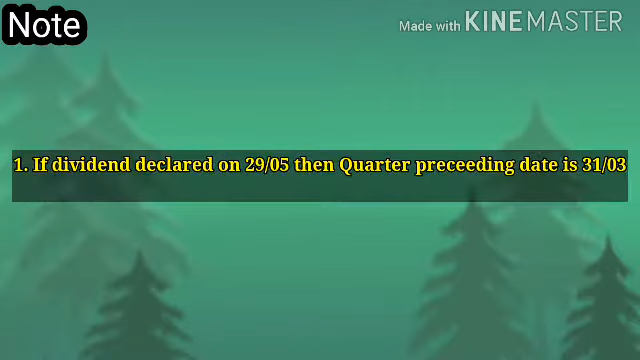 Note
Made with KINEMASTER
1. If dividend declared on 29/05 then Quarter preceeding date is 31/03